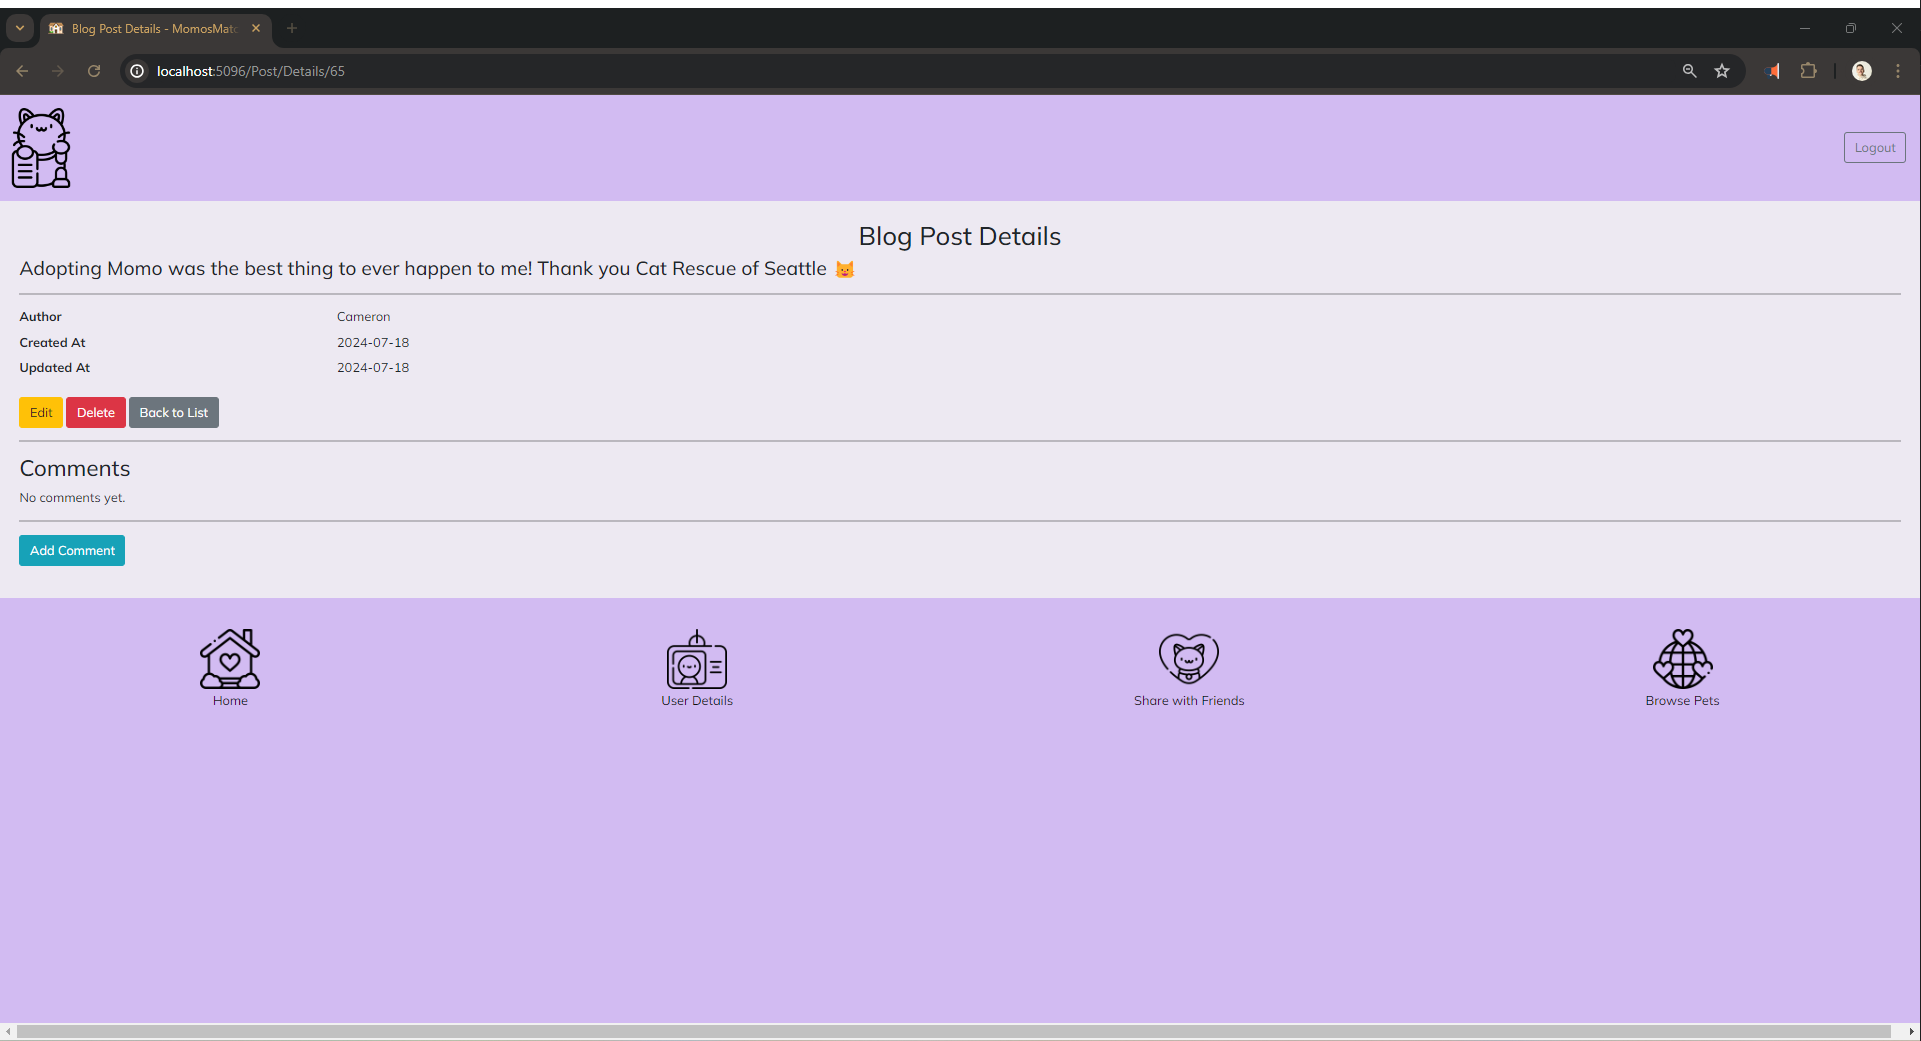 Blog Post Details - MomosMatc
localhost:5096/Post/Details/65
Logout
Blog Post Details
Adopting Momo was the best thing to ever happen to me! Thank you Cat Rescue of Seattle 😺
Author Cameron
Created At 2024-07-18
Updated At 2024-07-18
Edit Delete Back to List
Comments
No comments yet.
Add Comment
Home User Details Share with Friends Browse Pets